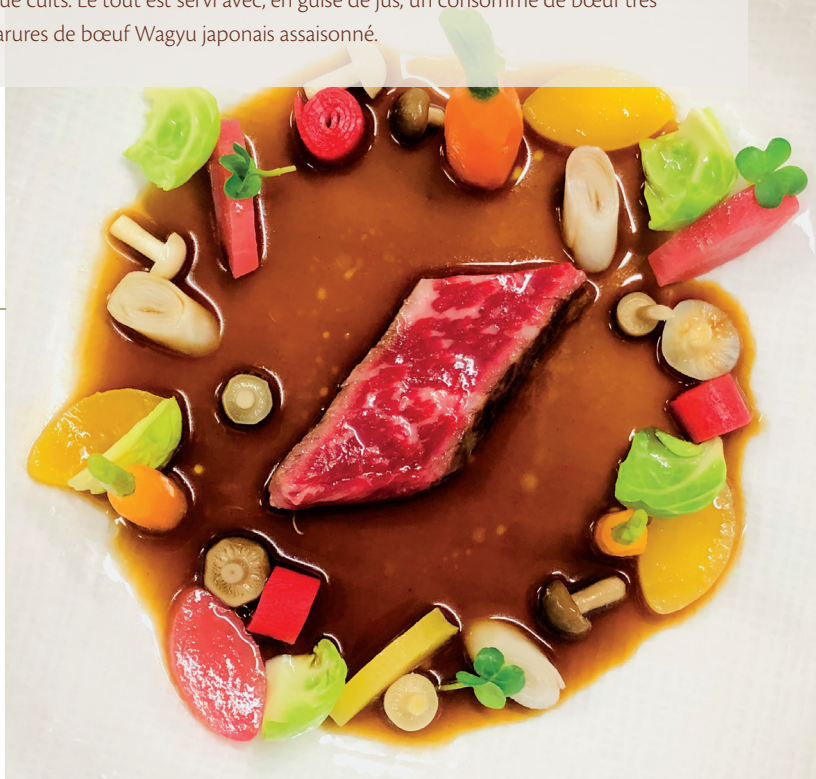 que cuits. Le tout est servi avec, en guise de jus, un consommé de bœuf très
arures de bœuf Wagyu japonais assaisonné.